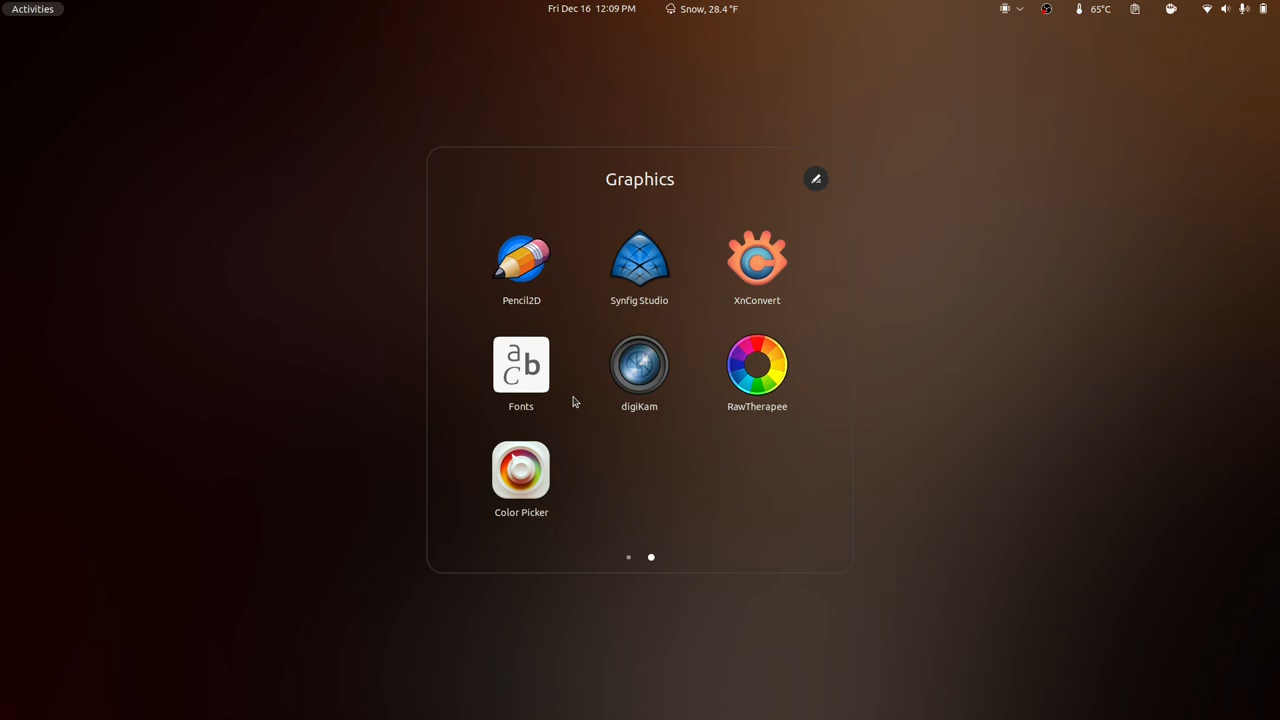 Activities
Fri Dec 16 12:09 PM
Snow, 28.4 °F
65°C
Graphics
Pencil2D
Synfig Studio
XnConvert
a b c
Fonts
digiKam
RawTherapee
Color Picker